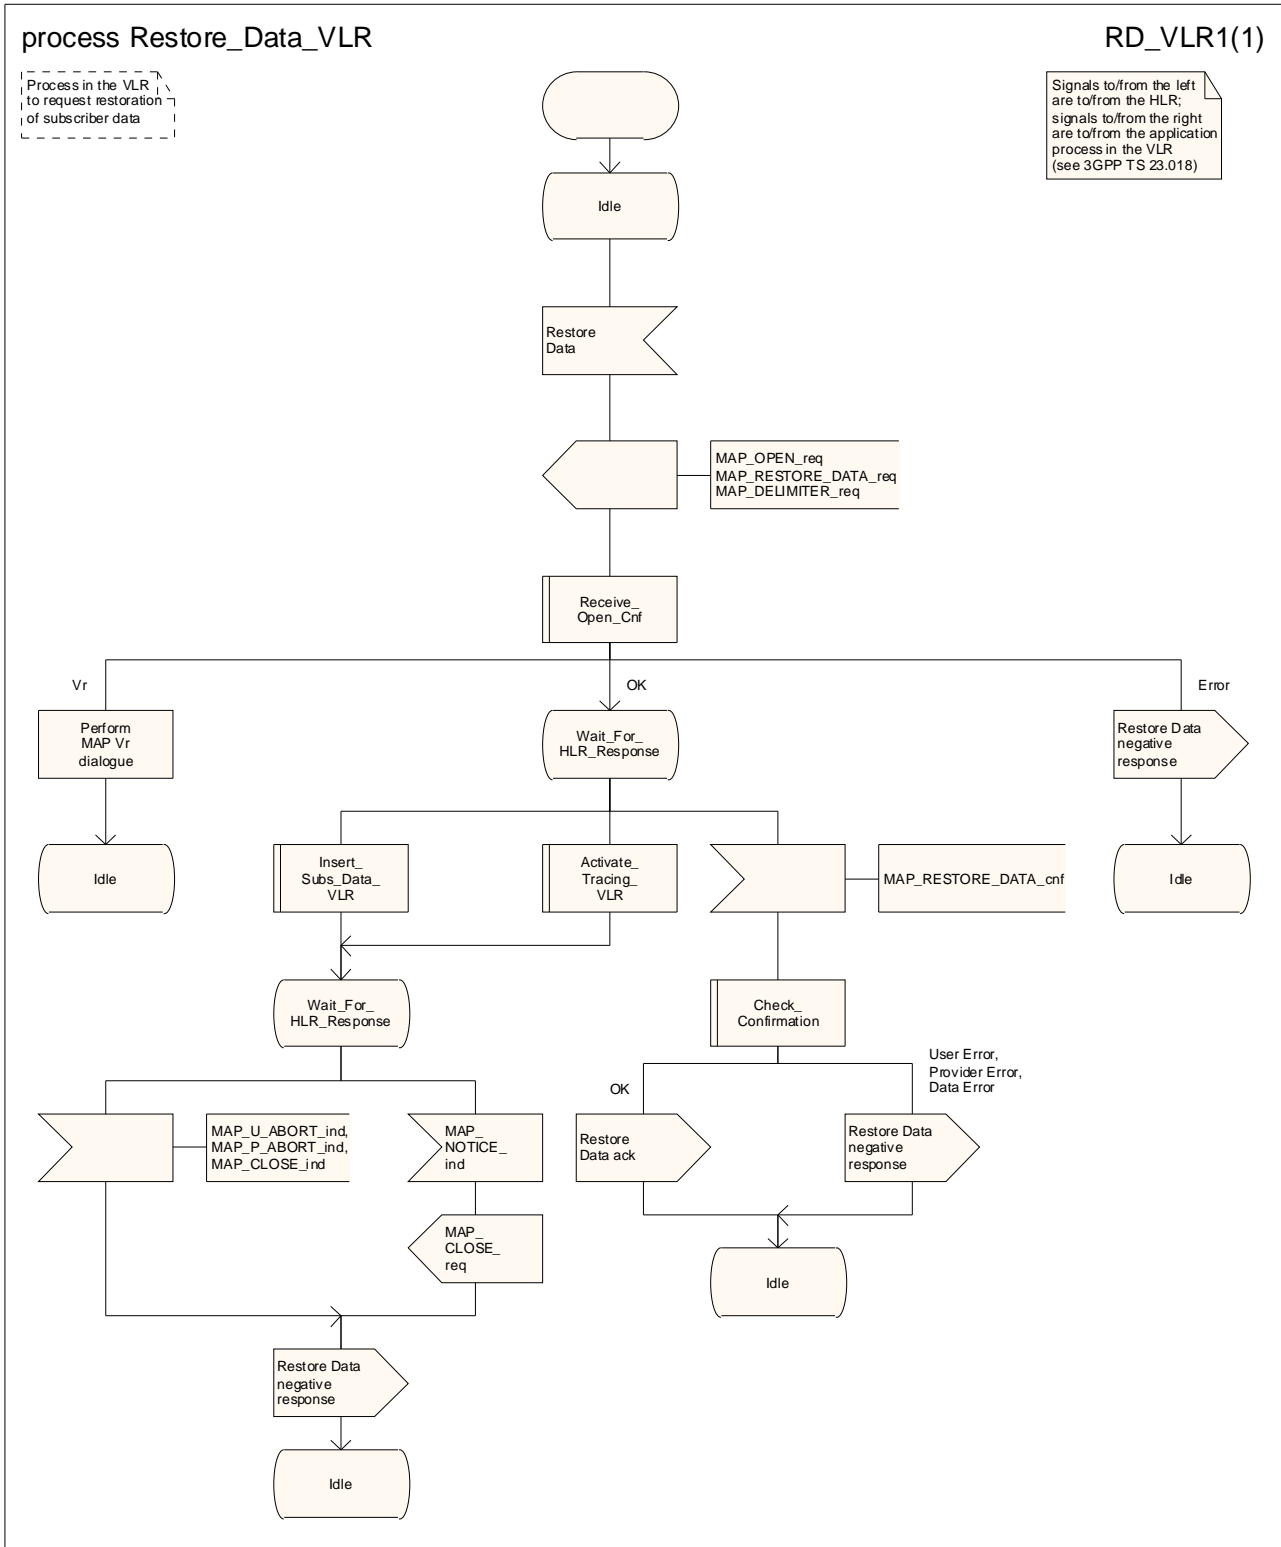 process Restore_Data_VLR
RD_VLR1(1)
Process in the VLR
to request restoration
of subscriber data
Signals to/from the left
are to/from the HLR;
signals to/from the right
are to/from the application
process in the VLR
(see 3GPP TS 23.018)
Idle
Restore
Data
MAP_OPEN_req
MAP_RESTORE_DATA_req
MAP_DELIMITER_req
Receive_
Open_Cnf
Vr
OK
Error
Perform
MAP Vr
dialogue
Wait_For_
HLR_Response
Restore Data
negative
response
Idle
Insert_
Subs_Data_
VLR
Activate_
Tracing_
VLR
MAP_RESTORE_DATA_cnf
Idle
Wait_For_
HLR_Response
Check_
Confirmation
OK
User Error,
Provider Error,
Data Error
MAP_U_ABORT_ind,
MAP_P_ABORT_ind,
MAP_CLOSE_ind
MAP_
NOTICE_
ind
Restore
Data ack
Restore Data
negative
response
MAP_
CLOSE_
req
Idle
Restore Data
negative
response
Idle